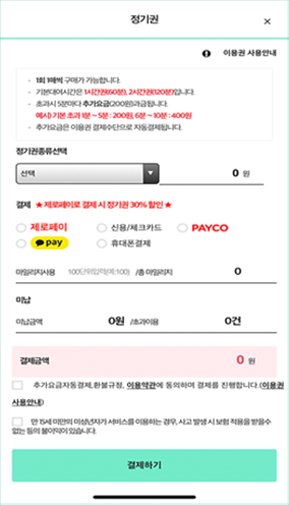 정기권
이용권 사용안내
- 1회 1매씩 구매가 가능합니다.
- 기본대여시간은 1시간권(60분), 2시간권(120분)입니다.
- 초과시 5분마다 추가요금(200원)과금됩니다.
예시) 기본 초과 1분 ~ 5분 : 200원, 6분 ~ 10분 : 400원
- 추가요금은 이용권 결제수단으로 자동결제됩니다.
정기권종류선택
선택 0 원
결제 ★ 제로페이로 결제 시 정기권 30% 할인 ★
제로페이 신용/체크카드 PAYCO
pay 휴대폰결제
마일리지사용 100단위입력(예:100) /총 마일리지 0
미납
미납금액 0원 /초과이용 0건
결제금액 0 원
추가요금자동결제,환불규정, 이용약관에 동의하며 결제를 진행합니다.(이용권
사용안내)
만 15세 미만의 미성년자가 서비스를 이용하는 경우, 사고 발생 시 보험 적용을 받을수
없는 등의 불이익이 있습니다.
결제하기